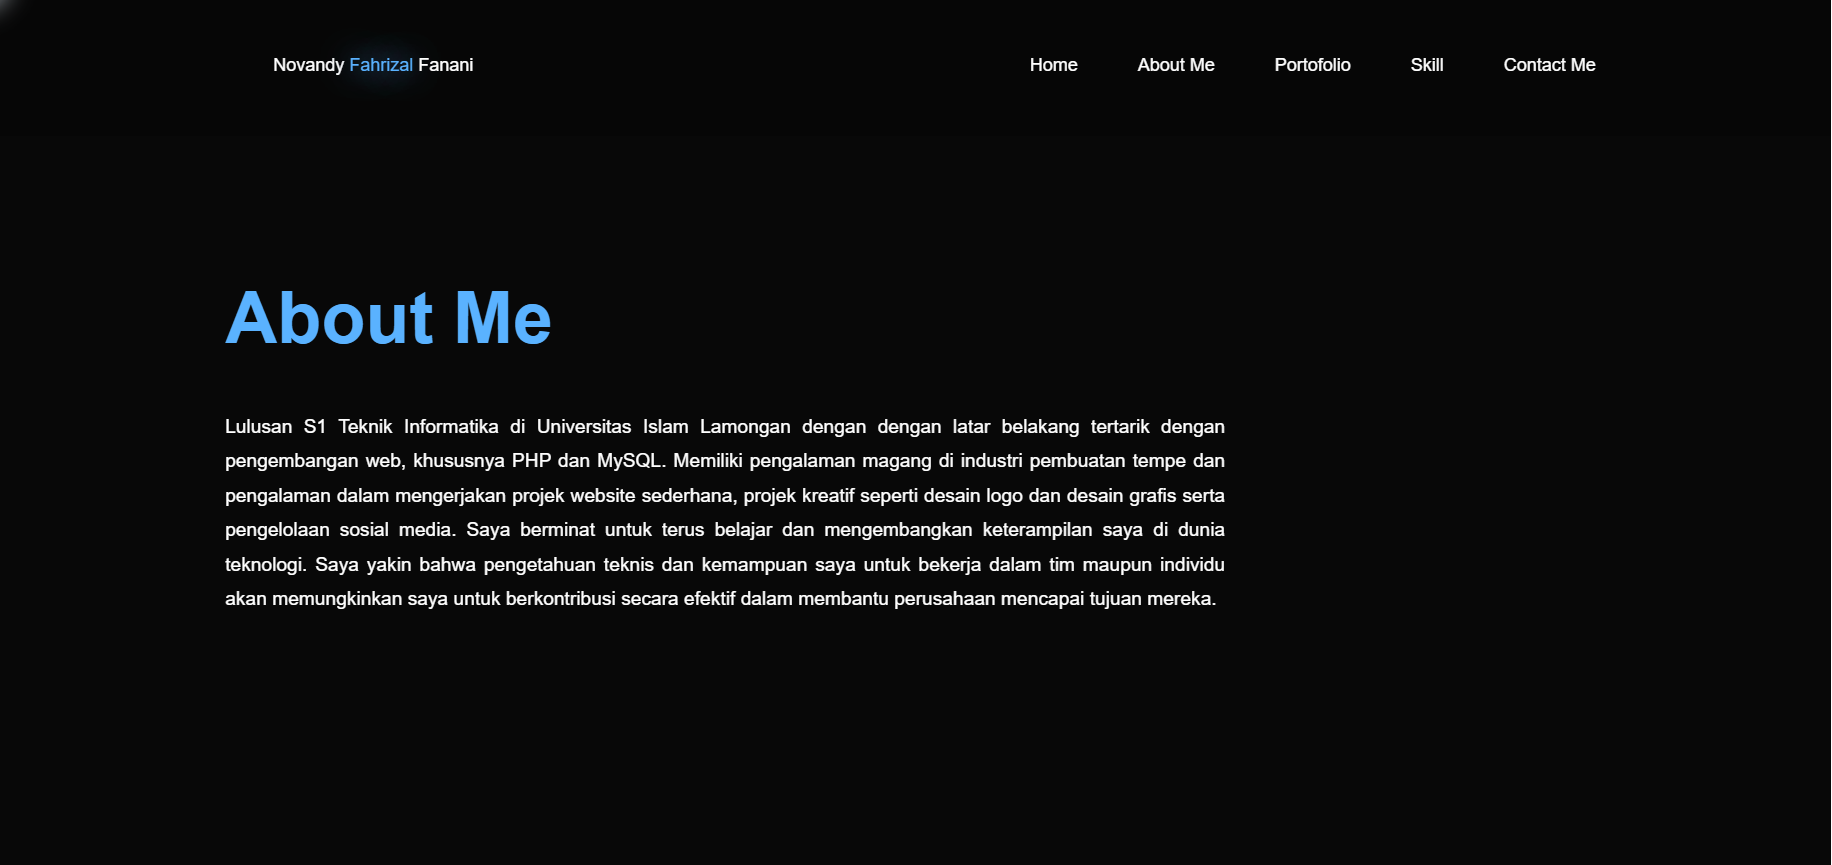 Novandy Fahrizal Fanani
Home
About Me
Portofolio
Skill
Contact Me
About Me
Lulusan S1 Teknik Informatika di Universitas Islam Lamongan dengan dengan latar belakang tertarik dengan
pengembangan web, khususnya PHP dan MySQL. Memiliki pengalaman magang di industri pembuatan tempe dan
pengalaman dalam mengerjakan projek website sederhana, projek kreatif seperti desain logo dan desain grafis serta
pengelolaan sosial media. Saya berminat untuk terus belajar dan mengembangkan keterampilan saya di dunia
teknologi. Saya yakin bahwa pengetahuan teknis dan kemampuan saya untuk bekerja dalam tim maupun individu
akan memungkinkan saya untuk berkontribusi secara efektif dalam membantu perusahaan mencapai tujuan mereka.